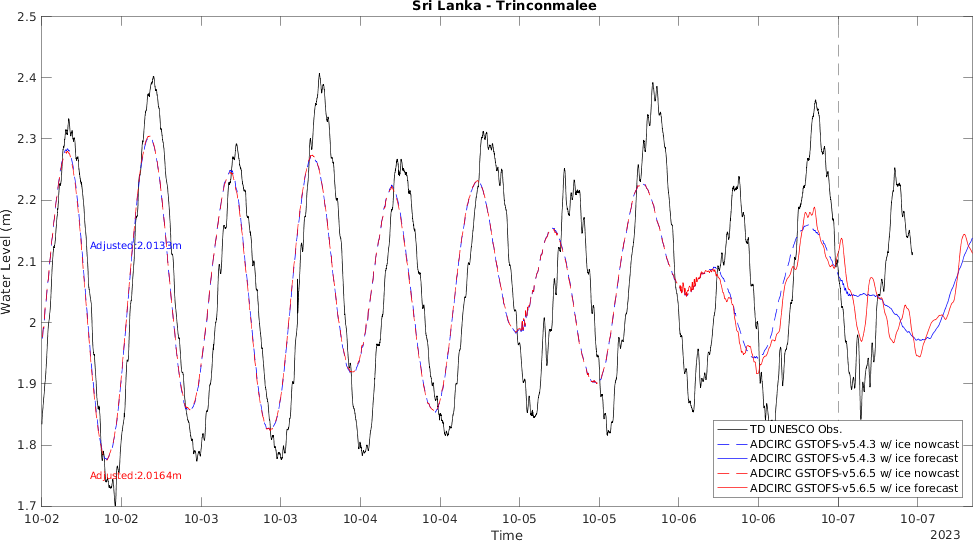 Sri Lanka - Trinconmalee
Water Level (m)
2.5
2.4
2.3
2.2
2.1
2
1.9
1.8
1.7
Adjusted:2.0133m
Adjusted:2.0164m
TD UNESCO Obs.
ADCIRC GSTOFS-v5.4.3 w/ ice nowcast
ADCIRC GSTOFS-v5.4.3 w/ ice forecast
ADCIRC GSTOFS-v5.6.5 w/ ice nowcast
ADCIRC GSTOFS-v5.6.5 w/ ice forecast
10-02 10-02 10-03 10-03 10-04 10-04 10-05 10-05 10-06 10-06 10-07 10-07
Time
2023